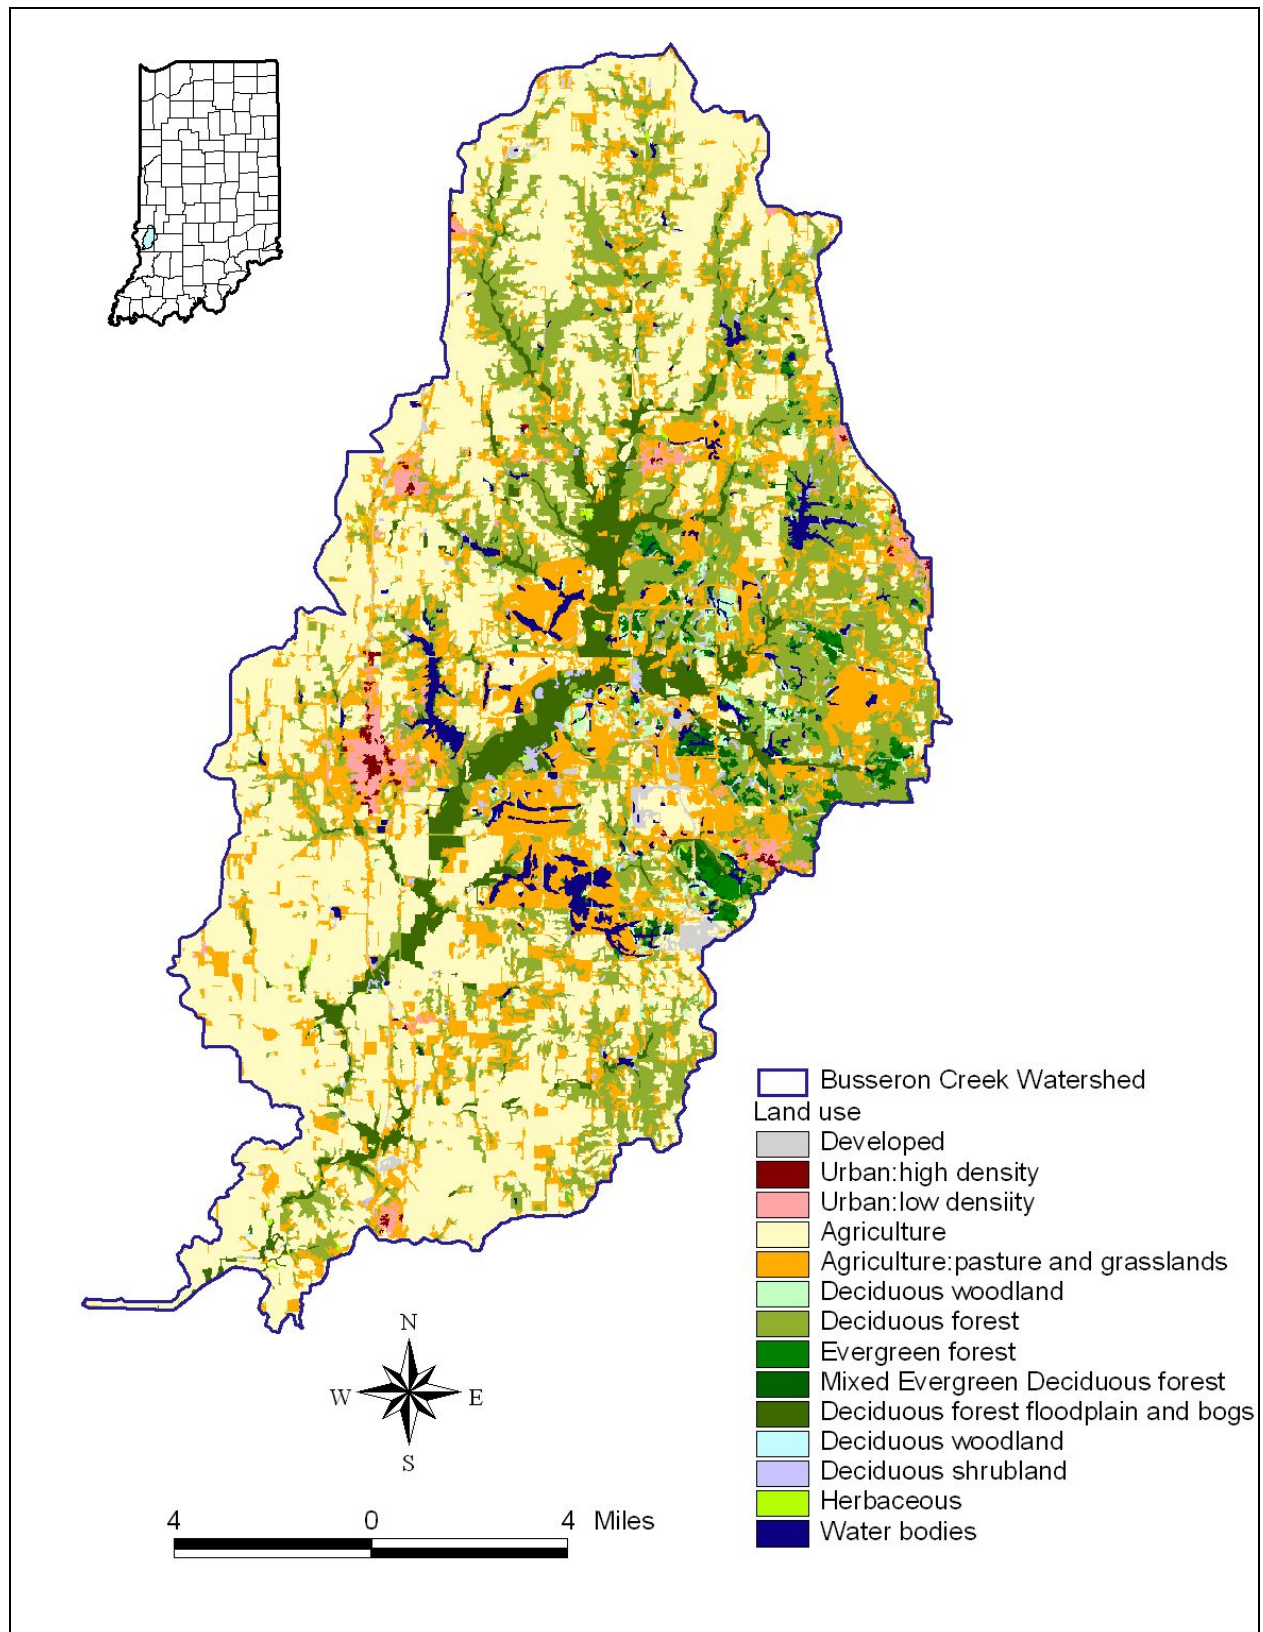 Busseron Creek Watershed
Land use
Developed
Urban:high density
Urban:low densiity
Agriculture
Agriculture:pasture and grasslands
Deciduous woodland
Deciduous forest
Evergreen forest
Mixed Evergreen Deciduous forest
Deciduous forest floodplain and bogs
Deciduous woodland
Deciduous shrubland
Herbaceous
Water bodies
N
W E
S
4 0 4 Miles